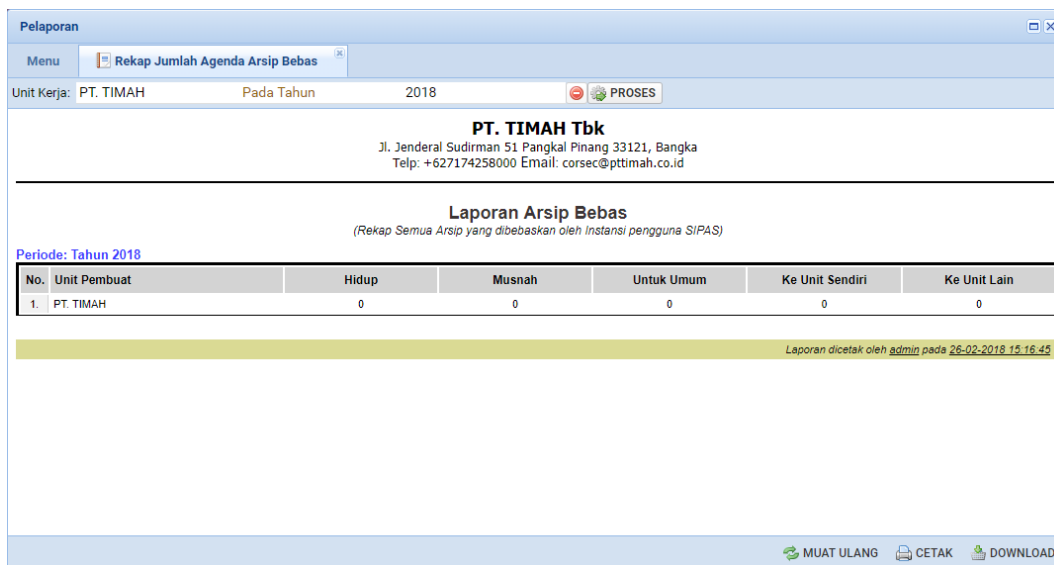 Pelaporan
Menu Rekap Jumlah Agenda Arsip Bebas
Unit Kerja: PT. TIMAH Pada Tahun 2018 PROSES
PT. TIMAH Tbk
Jl. Jenderal Sudirman 51 Pangkal Pinang 33121, Bangka
Telp: +627174258000 Email: corsec@pttimah.co.id
Laporan Arsip Bebas
(Rekap Semua Arsip yang dibebaskan oleh Instansi pengguna SIPAS)
Periode: Tahun 2018
No. Unit Pembuat Hidup Musnah Untuk Umum Ke Unit Sendiri Ke Unit Lain
1. PT. TIMAH 0 0 0 0 0
Laporan dicetak oleh admin pada 26-02-2018 15:16:45
MUAT ULANG CETAK DOWNLOAD